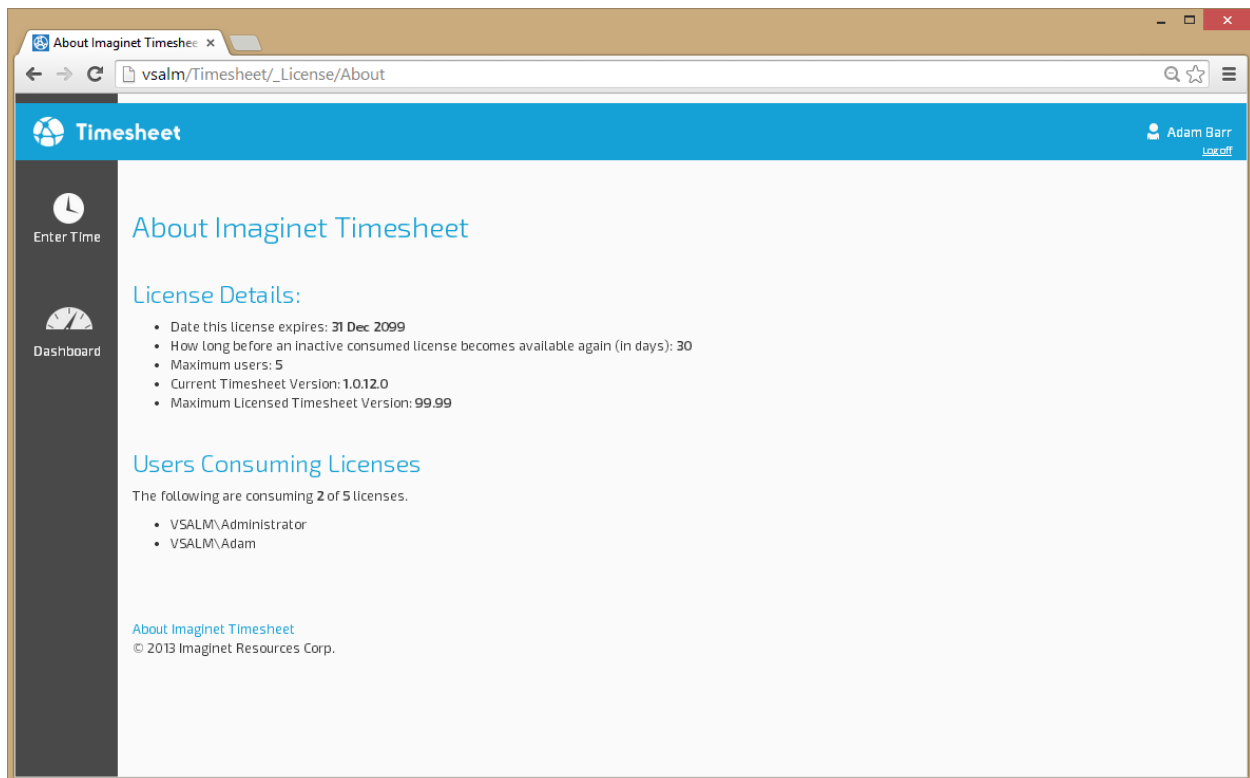 About Imaginet Timeshee
vsalm/Timesheet/_License/About
Timesheet
Adam Barr
Log off
Enter Time
Dashboard
About Imaginet Timesheet
License Details:
• Date this license expires: 31 Dec 2099
• How long before an inactive consumed license becomes available again (in days): 30
• Maximum users: 5
• Current Timesheet Version: 1.0.12.0
• Maximum Licensed Timesheet Version: 99.99
Users Consuming Licenses
The following are consuming 2 of 5 licenses.
• VSALM\Administrator
• VSALM\Adam
About Imaginet Timesheet
© 2013 Imaginet Resources Corp.